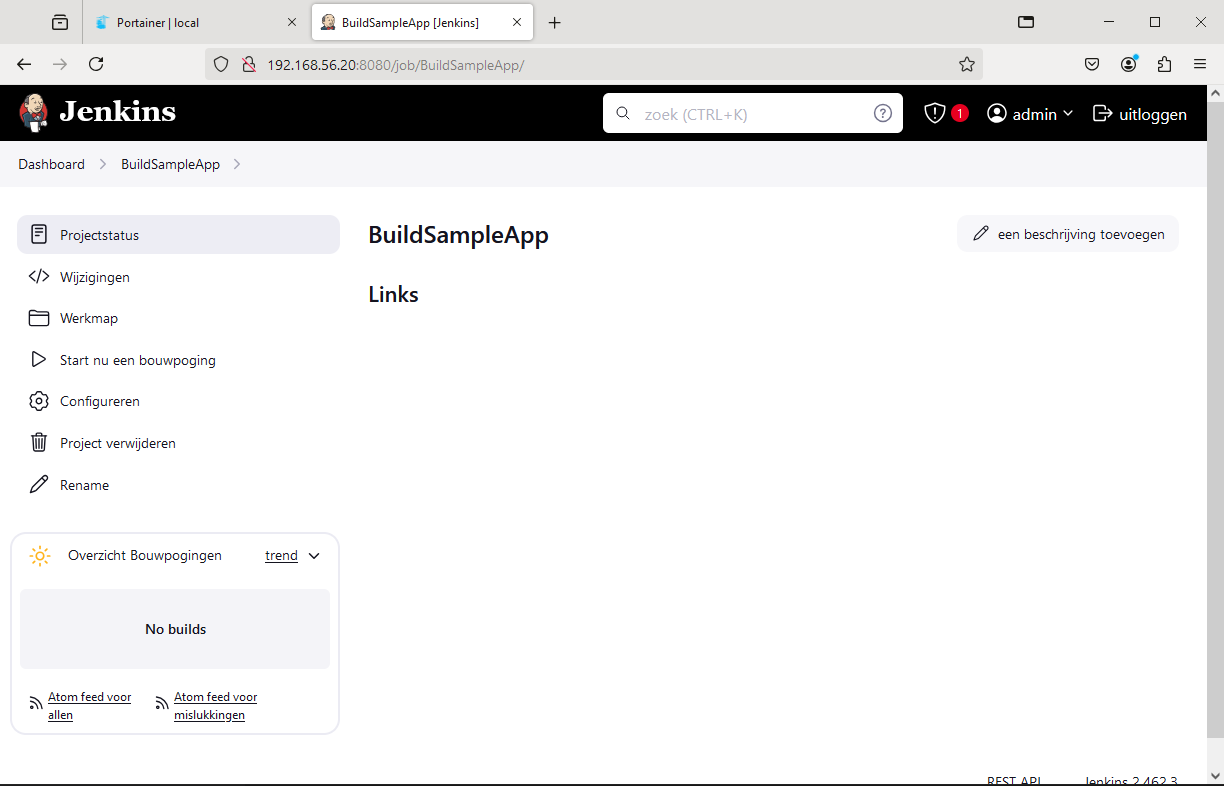 Portainer | local
BuildSampleApp [Jenkins]
192.168.56.20:8080/job/BuildSampleApp/
Jenkins
zoek (CTRL+K)
?
1
admin
uitloggen
Dashboard
BuildSampleApp
Projectstatus
Wijzigingen
Werkmap
Start nu een bouwpoging
Configureren
Project verwijderen
Rename
BuildSampleApp
een beschrijving toevoegen
Links
Overzicht Bouwpogingen
trend
No builds
Atom feed voor
allen
Atom feed voor
mislukkingen
REST API
Jenkins 2.462.3